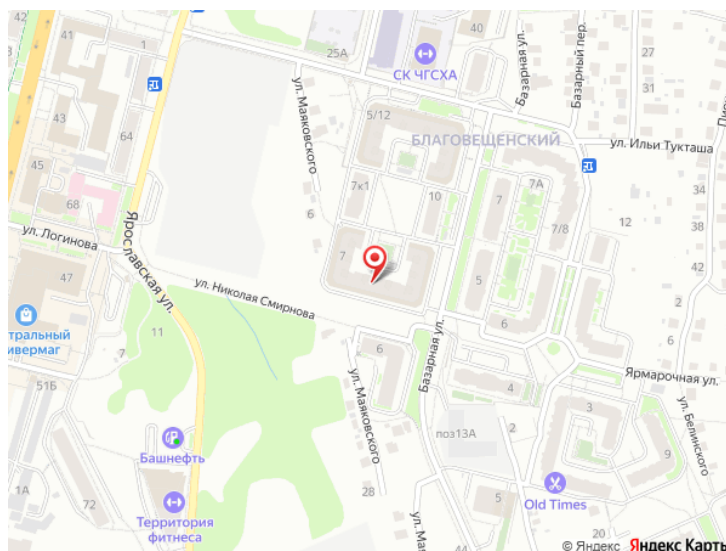 41
1
25А
40
СК ЧГСХА
Базарная ул.
Базарный пер.
27
31
37
43
64
5/12
БЛАГОВЕЩЕНСКИЙ
ул. Ильи Тукташа
ул. Маяковского
45
68
7к1
10
7
7А
7/8
12
34
38
42
6
ул. Логинова
Ярославская ул.
47
7
5
2
ул. Николая Смирнова
6
6
Базарная ул.
Ярмарочная ул.
тральный
ивермаг
11
7
51Б
4
ул. Белинского
ул. Маяковского
3
поз13А
2
9
Башнефть
28
5
Old Times
1А
72
Территория
фитнеса
20
© Яндекс Яндекс Карты